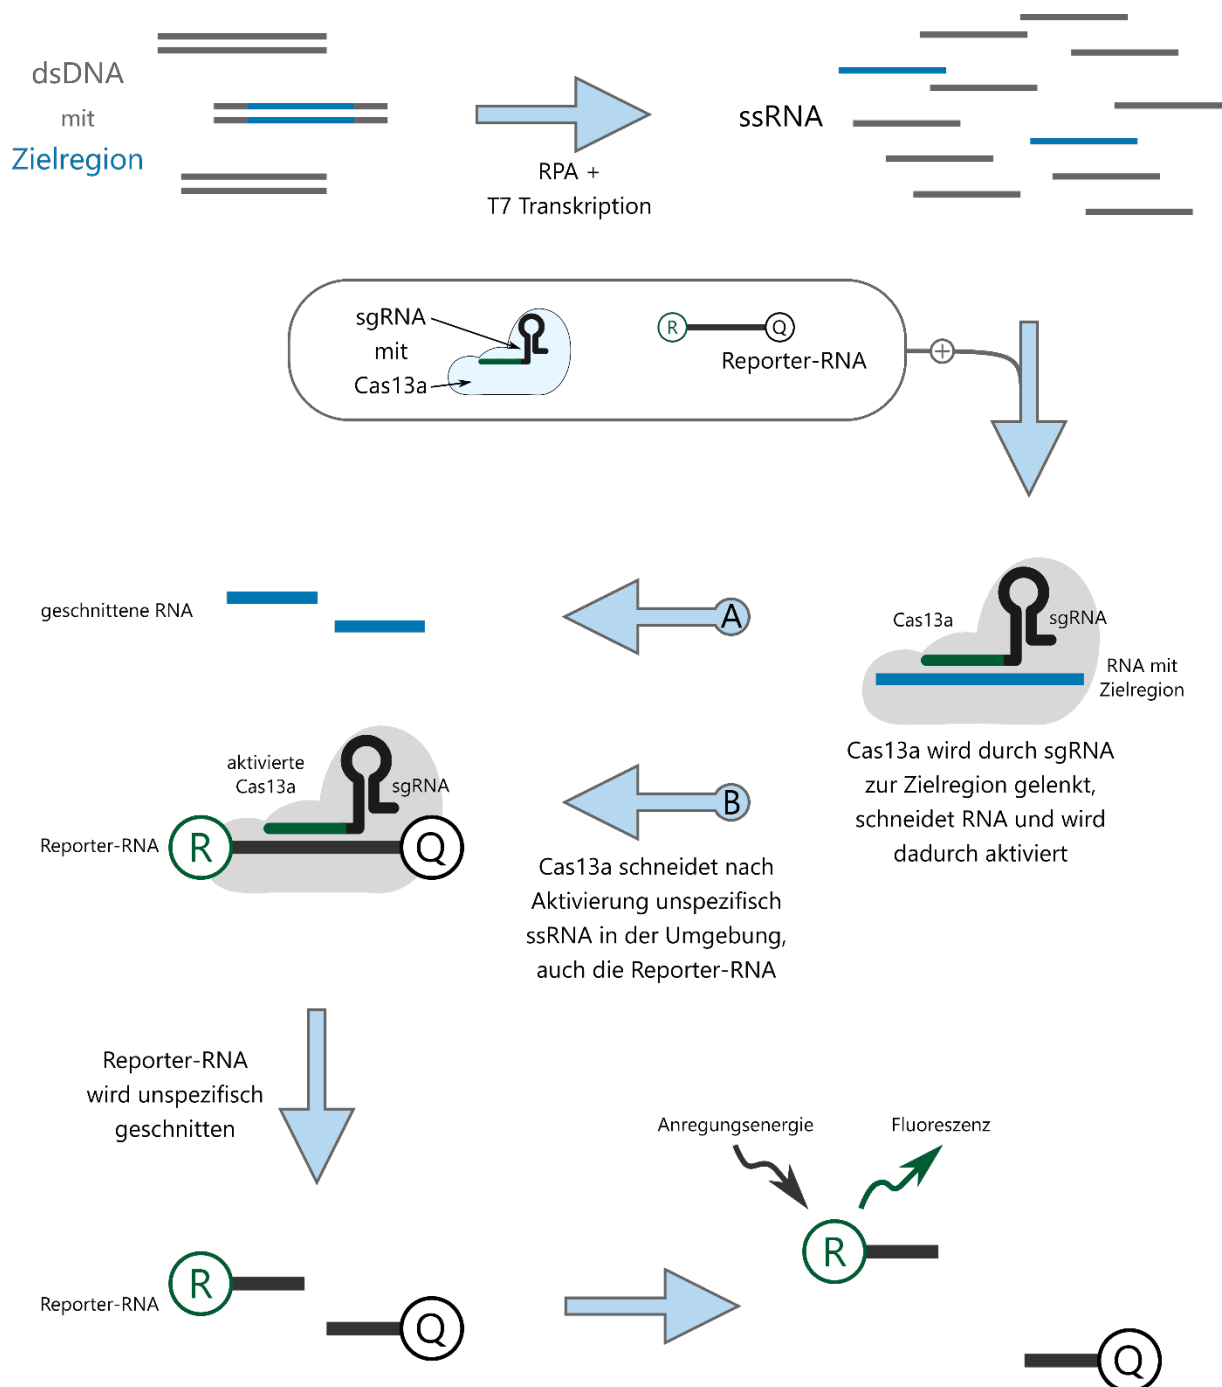 dsDNA
mit
Zielregion
RPA +
T7 Transkription
ssRNA
sgRNA
mit
Cas13a
R
Q
Reporter-RNA
+
geschnittene RNA
A
Cas13a
sgRNA
RNA mit
Zielregion
Cas13a wird durch sgRNA
zur Zielregion gelenkt,
schneidet RNA und wird
dadurch aktiviert
aktivierte
Cas13a
sgRNA
Reporter-RNA
R
Q
B
Cas13a schneidet nach
Aktivierung unspezifisch
ssRNA in der Umgebung,
auch die Reporter-RNA
Reporter-RNA
wird unspezifisch
geschnitten
Reporter-RNA
R
Q
Anregungsenergie
Fluoreszenz
R
Q